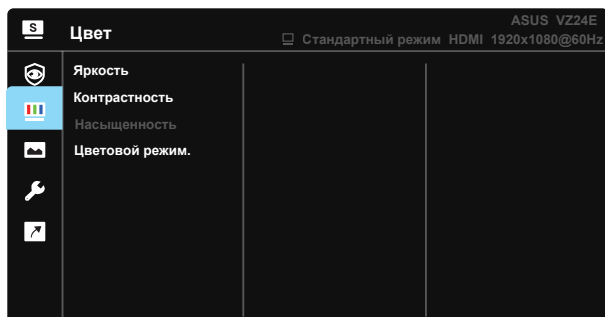 S
Цвет
ASUS VZ24E
Стандартный режим HDMI 1920x1080@60Hz
Яркость
Контрастность
Насыщенность
Цветовой режим.